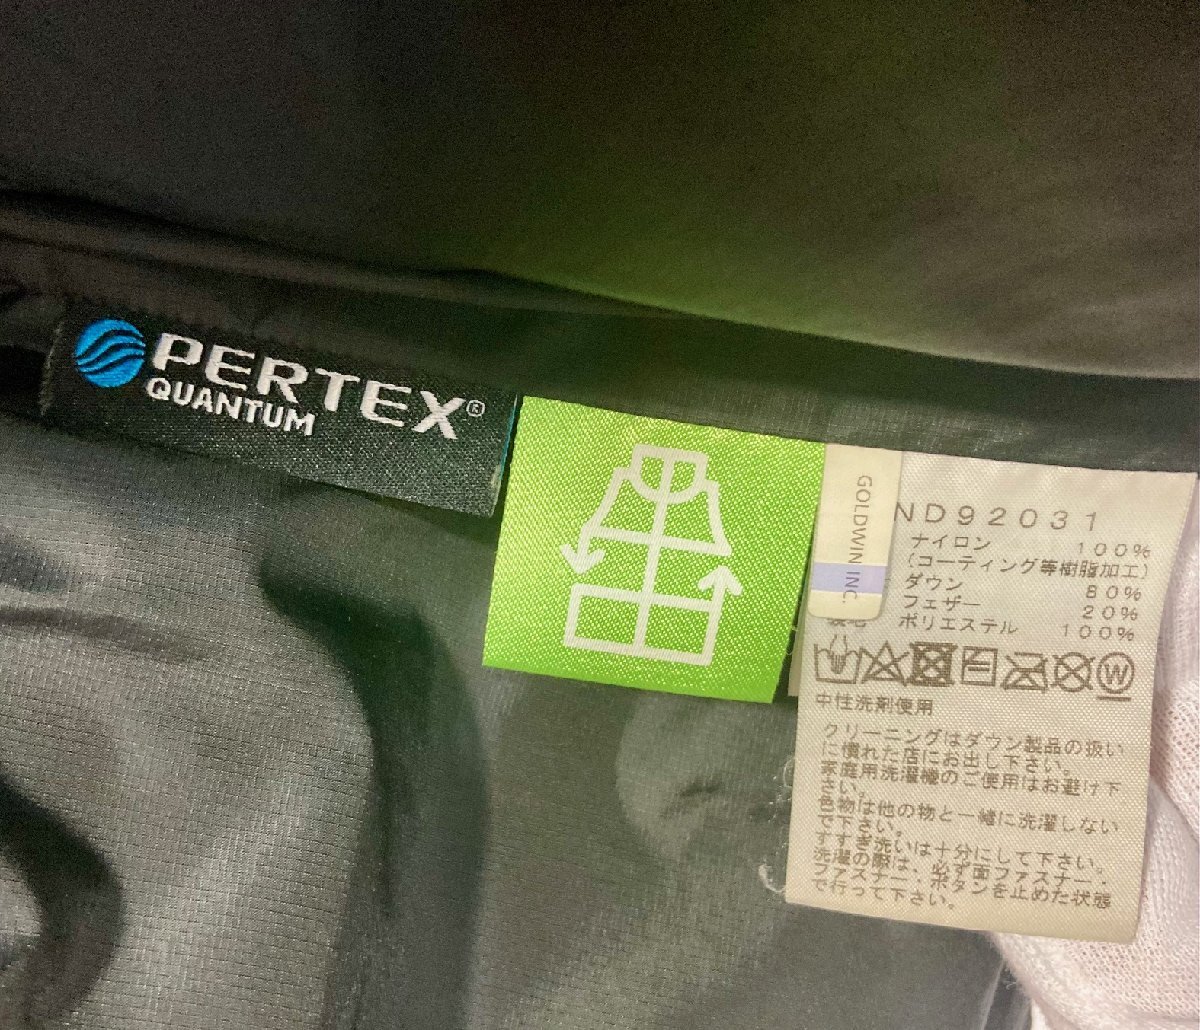 PERTEX®
QUANTUM
GOLDWIN INC.
ND92031
ナイロン 100%
(コーティング等樹脂加工)
ダウン 80%
フェザー 20%
ポリエステル 100%
W
中性洗剤使用
クリーニングはダウン製品の扱い
に慣れた店にお出し下さい。
家庭用洗濯機のご使用はお避け下
さい。
色物は他の物と一緒に洗濯しない
で下さい。
すすぎ洗いは十分にして下さい。
洗濯の際は、必ず面ファスナー・
ファスナー・ボタンを止めた状態
で行って下さい。